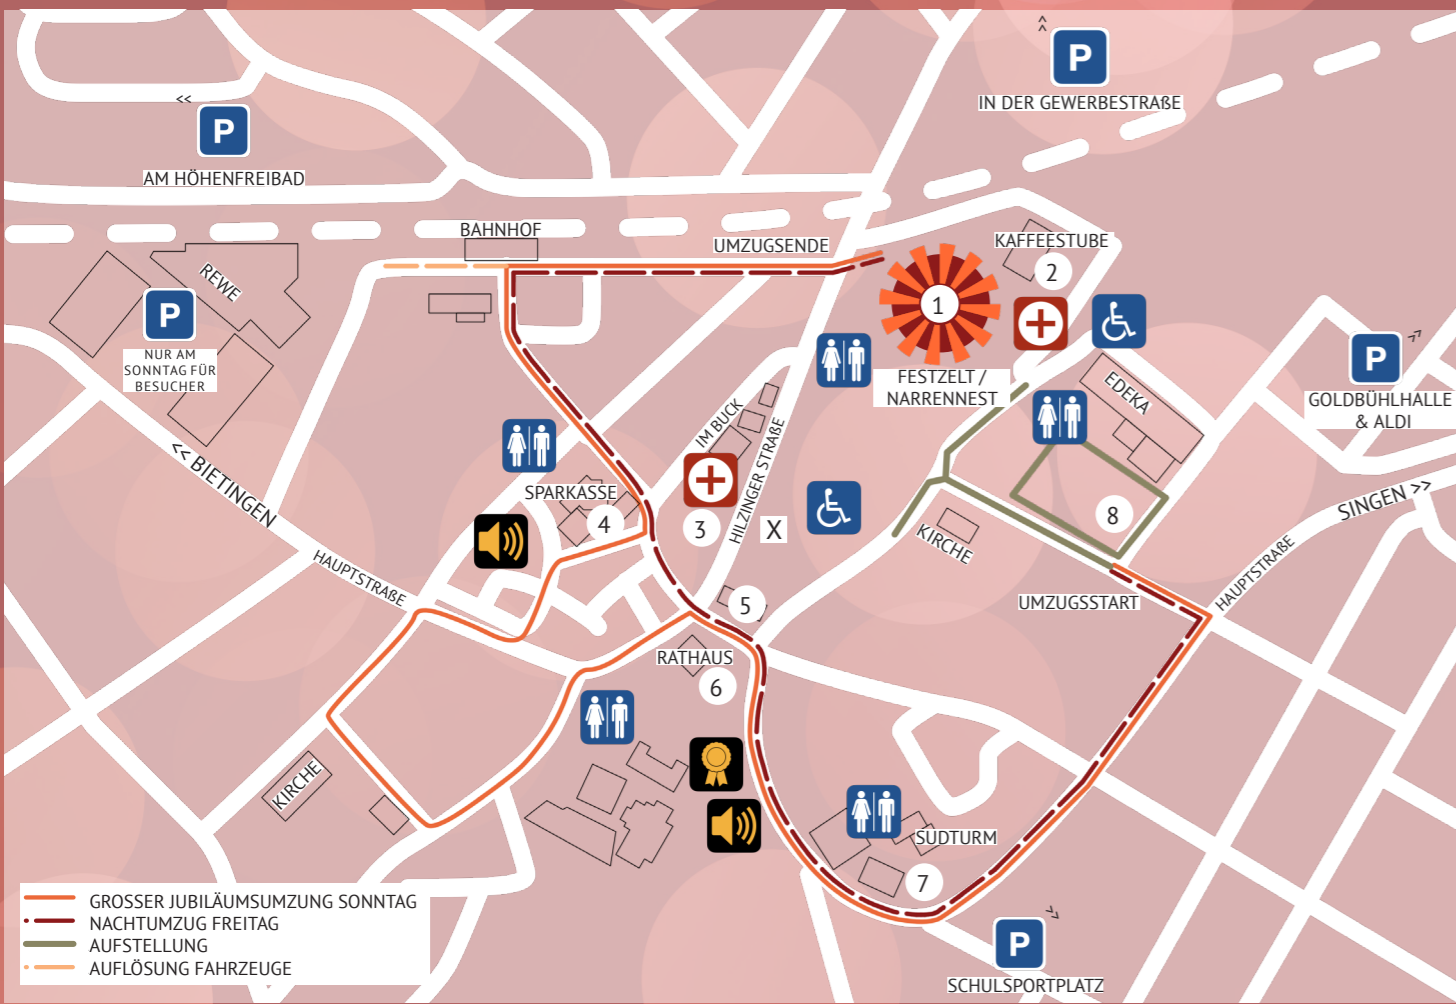 P
IN DER GEWERBESTRAßE
<<
P
AM HÖHENFREIBAD
BAHNHOF
UMZUGSENDE
KAFFEESTUBE
2
REWE
P
NUR AM
SONNTAG FÜR
BESUCHER
1
FESTZELT /
NARRENNEST
EDEKA
P
>>
GOLDBÜHLHALLE
& ALDI
<< BIETINGEN
IM BUCK
HILZINGER STRAßE
SPARKASSE
4
3
X
8
SINGEN >>
KIRCHE
HAUPTSTRAßE
HAUPTSTRAßE
5
UMZUGSSTART
RATHAUS
6
KIRCHE
SUDTURM
7
GROSSER JUBILÄUMSUMZUNG SONNTAG
NACHTUMZUG FREITAG
AUFSTELLUNG
AUFLÖSUNG FAHRZEUGE
P
>>
SCHULSPORTPLATZ